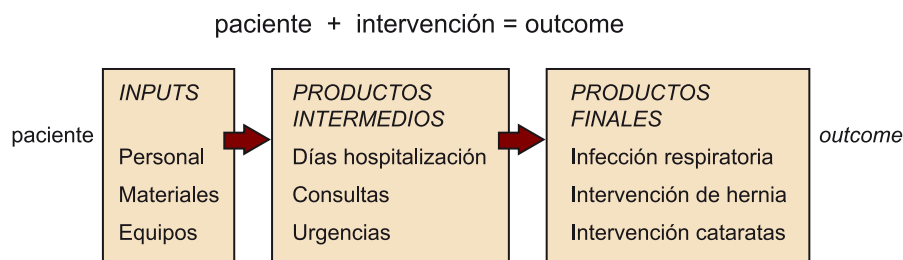 paciente + intervención = outcome
paciente
INPUTS
Personal
Materiales
Equipos
PRODUCTOS
INTERMEDIOS
Días hospitalización
Consultas
Urgencias
PRODUCTOS
FINALES
Infección respiratoria
Intervención de hernia
Intervención cataratas
outcome